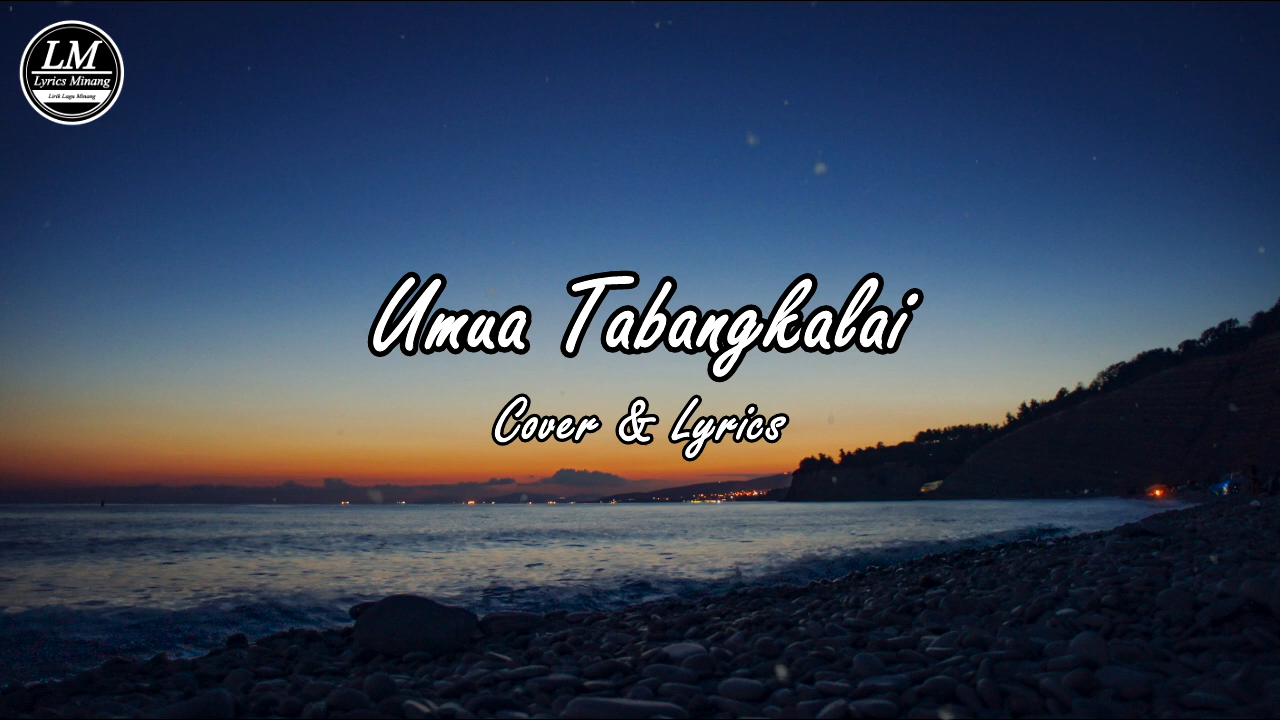 LM
Lyrics Minang
Lirik Lagu Minang
Umua Tabangkalai
Cover & Lyrics